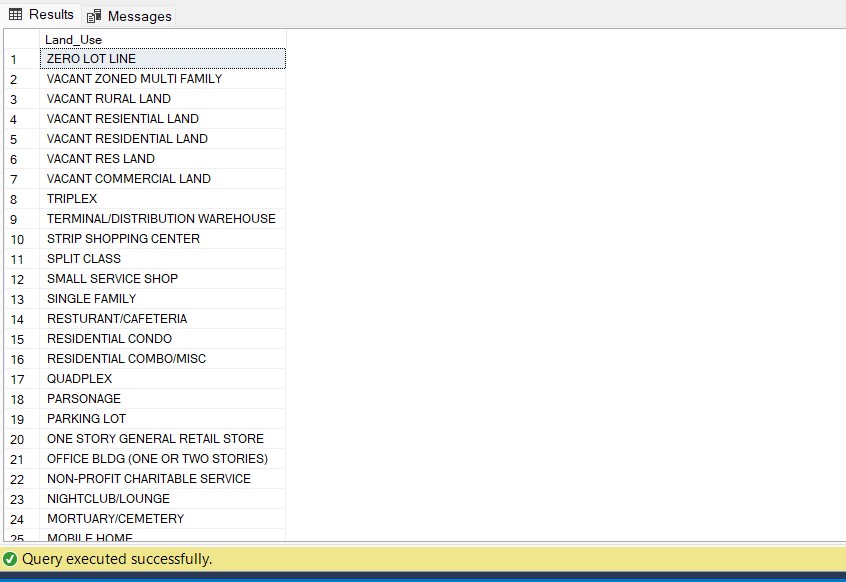 Results Messages
Land_Use
1 ZERO LOT LINE
2 VACANT ZONED MULTI FAMILY
3 VACANT RURAL LAND
4 VACANT RESIENTIAL LAND
5 VACANT RESIDENTIAL LAND
6 VACANT RES LAND
7 VACANT COMMERCIAL LAND
8 TRIPLEX
9 TERMINAL/DISTRIBUTION WAREHOUSE
10 STRIP SHOPPING CENTER
11 SPLIT CLASS
12 SMALL SERVICE SHOP
13 SINGLE FAMILY
14 RESTURANT/CAFETERIA
15 RESIDENTIAL CONDO
16 RESIDENTIAL COMBO/MISC
17 QUADPLEX
18 PARSONAGE
19 PARKING LOT
20 ONE STORY GENERAL RETAIL STORE
21 OFFICE BLDG (ONE OR TWO STORIES)
22 NON-PROFIT CHARITABLE SERVICE
23 NIGHTCLUB/LOUNGE
24 MORTUARY/CEMETERY
25 MOBILE HOME
Query executed successfully.